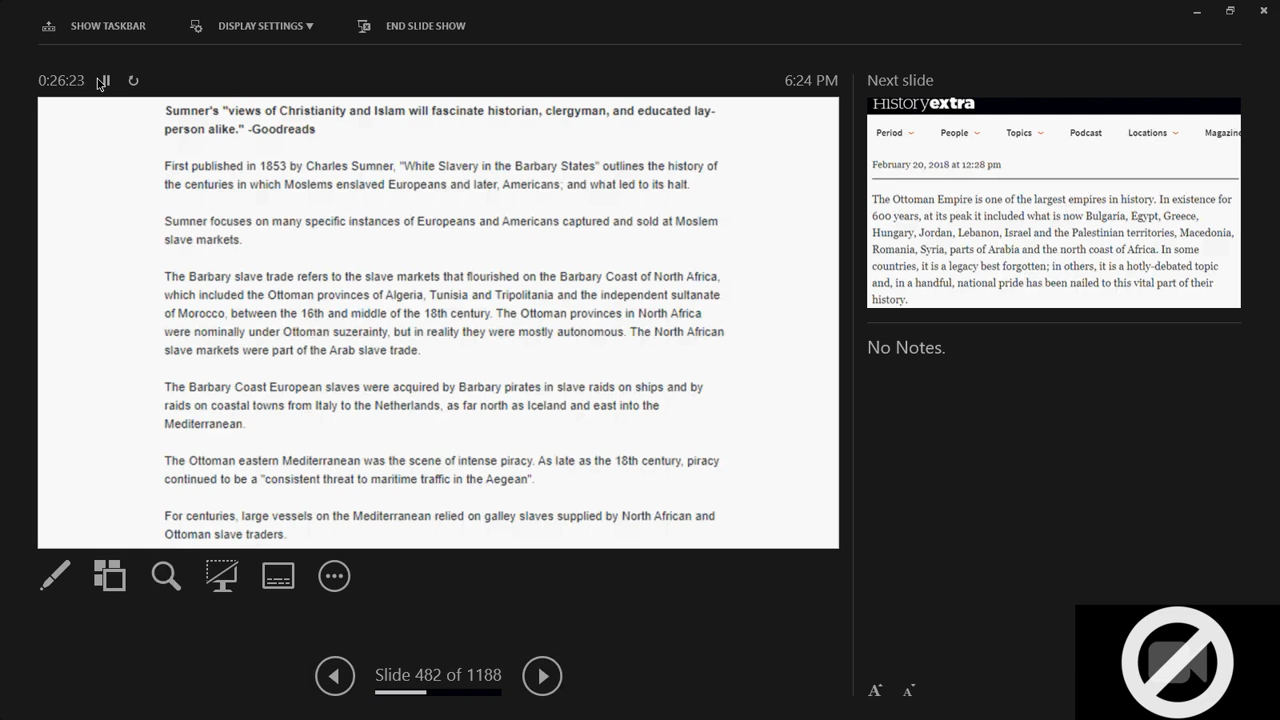 SHOW TASKBAR
DISPLAY SETTINGS ▼
END SLIDE SHOW
0:26:23
6:24 PM
Sumner's "views of Christianity and Islam will fascinate historian, clergyman, and educated lay-
person alike." -Goodreads
First published in 1853 by Charles Sumner, "White Slavery in the Barbary States" outlines the history of
the centuries in which Moslems enslaved Europeans and later, Americans; and what led to its halt.
Sumner focuses on many specific instances of Europeans and Americans captured and sold at Moslem
slave markets.
The Barbary slave trade refers to the slave markets that flourished on the Barbary Coast of North Africa,
which included the Ottoman provinces of Algeria, Tunisia and Tripolitania and the independent sultanate
of Morocco, between the 16th and middle of the 18th century. The Ottoman provinces in North Africa
were nominally under Ottoman suzerainty, but in reality they were mostly autonomous. The North African
slave markets were part of the Arab slave trade.
The Barbary Coast European slaves were acquired by Barbary pirates in slave raids on ships and by
raids on coastal towns from Italy to the Netherlands, as far north as Iceland and east into the
Mediterranean.
The Ottoman eastern Mediterranean was the scene of intense piracy. As late as the 18th century, piracy
continued to be a "consistent threat to maritime traffic in the Aegean".
For centuries, large vessels on the Mediterranean relied on galley slaves supplied by North African and
Ottoman slave traders.
Slide 482 of 1188
Next slide
Historyextra
Period People Topics Podcast Locations Magazine
February 20, 2018 at 12:28 pm
The Ottoman Empire is one of the largest empires in history. In existence for
600 years, at its peak it included what is now Bulgaria, Egypt, Greece,
Hungary, Jordan, Lebanon, Israel and the Palestinian territories, Macedonia,
Romania, Syria, parts of Arabia and the north coast of Africa. In some
countries, it is a legacy best forgotten; in others, it is a hotly-debated topic
and, in a handful, national pride has been nailed to this vital part of their
history.
No Notes.
A A